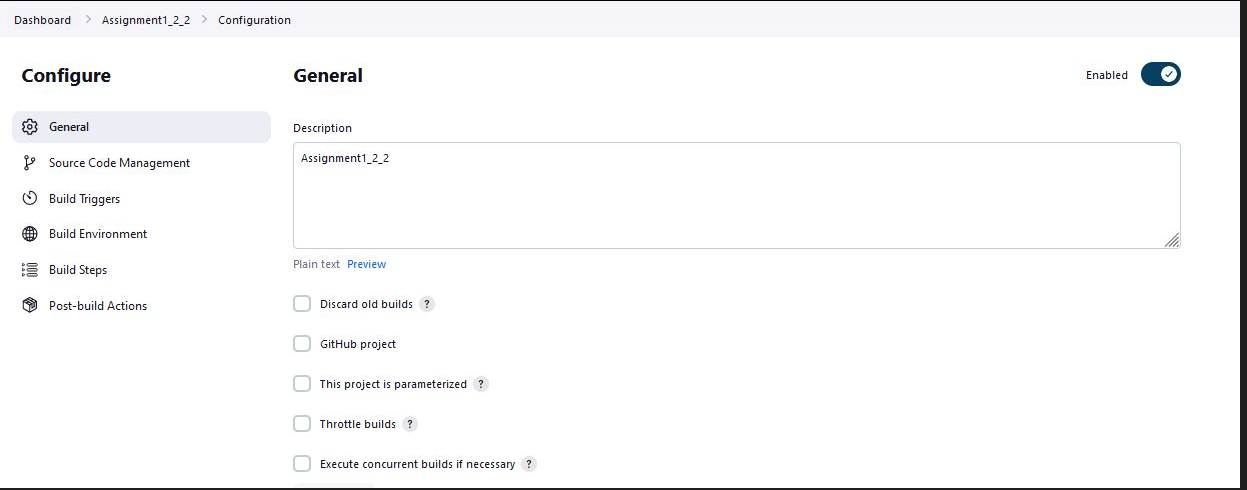 Dashboard > Assignment1_2_2 > Configuration
Configure
General
Source Code Management
Build Triggers
Build Environment
Build Steps
Post-build Actions
General
Enabled
Description
Assignment1_2_2
Plain text Preview
Discard old builds ?
GitHub project
This project is parameterized ?
Throttle builds ?
Execute concurrent builds if necessary ?